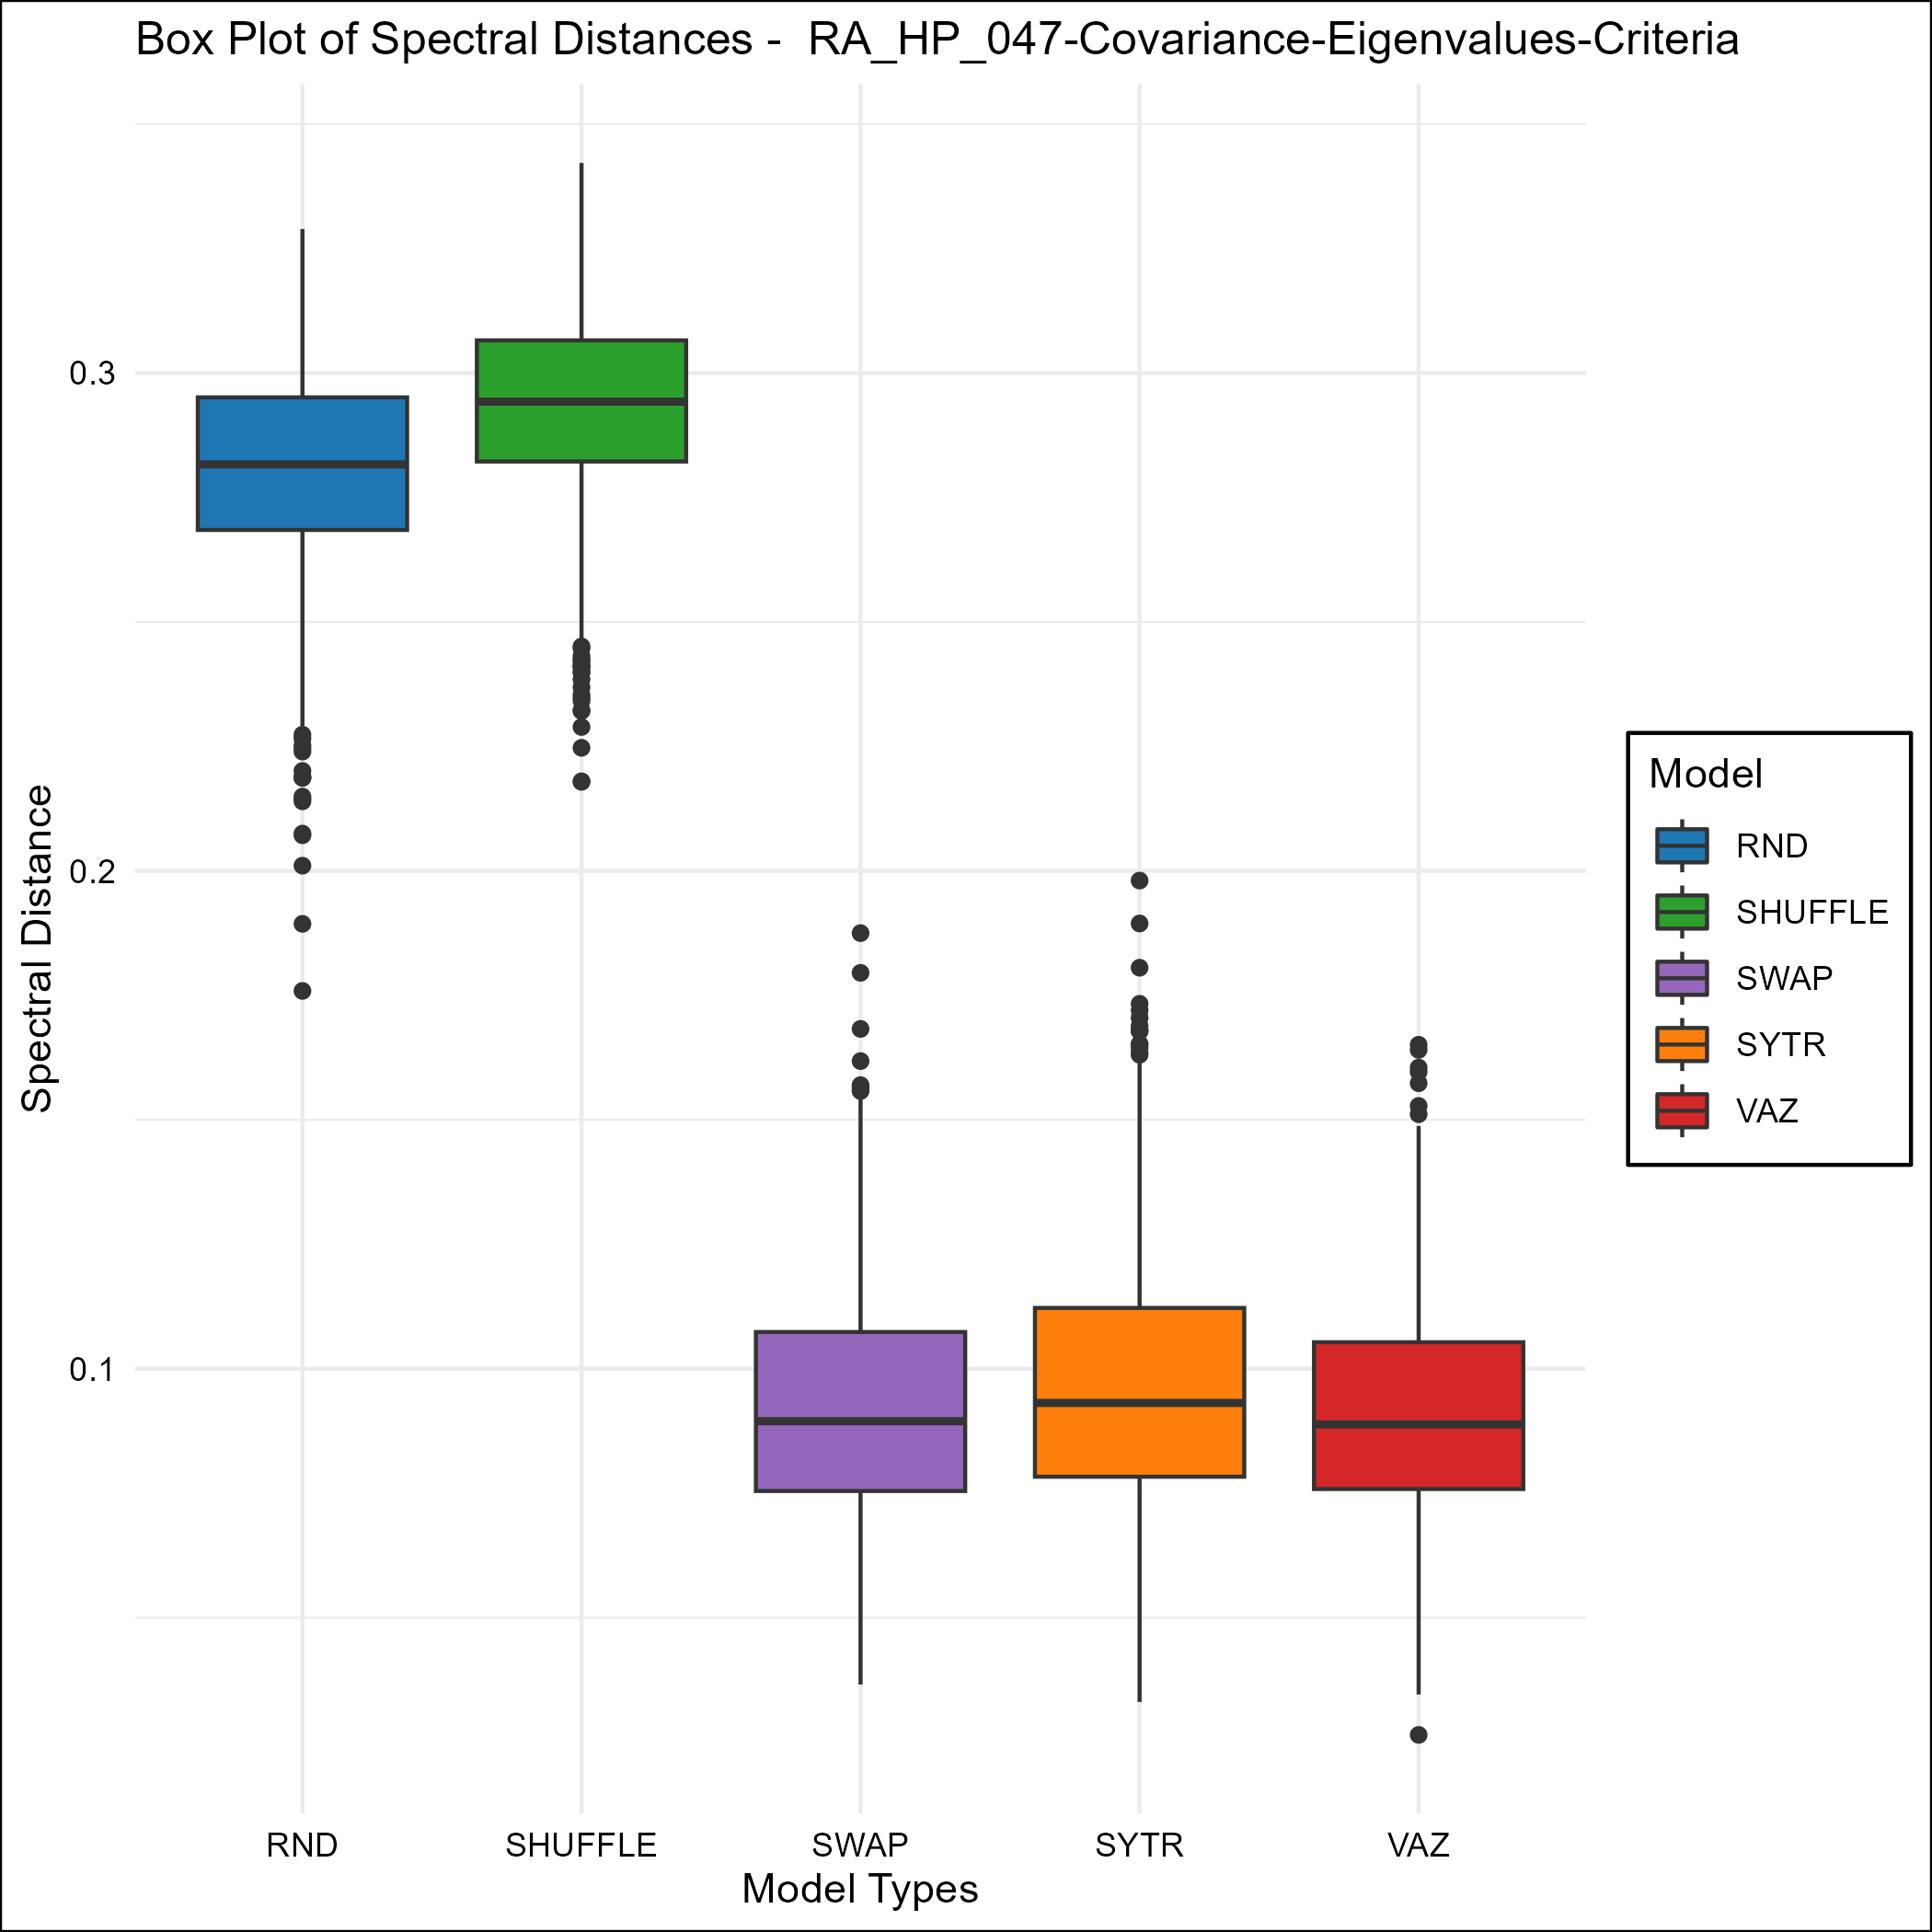 Box Plot of Spectral Distances -  RA_HP_047-Covariance-Eigenvalues-Criteria
Spectral Distance
0.3
0.2
0.1
RND
SHUFFLE
SWAP
SYTR
VAZ
Model Types
Model
RND
SHUFFLE
SWAP
SYTR
VAZ